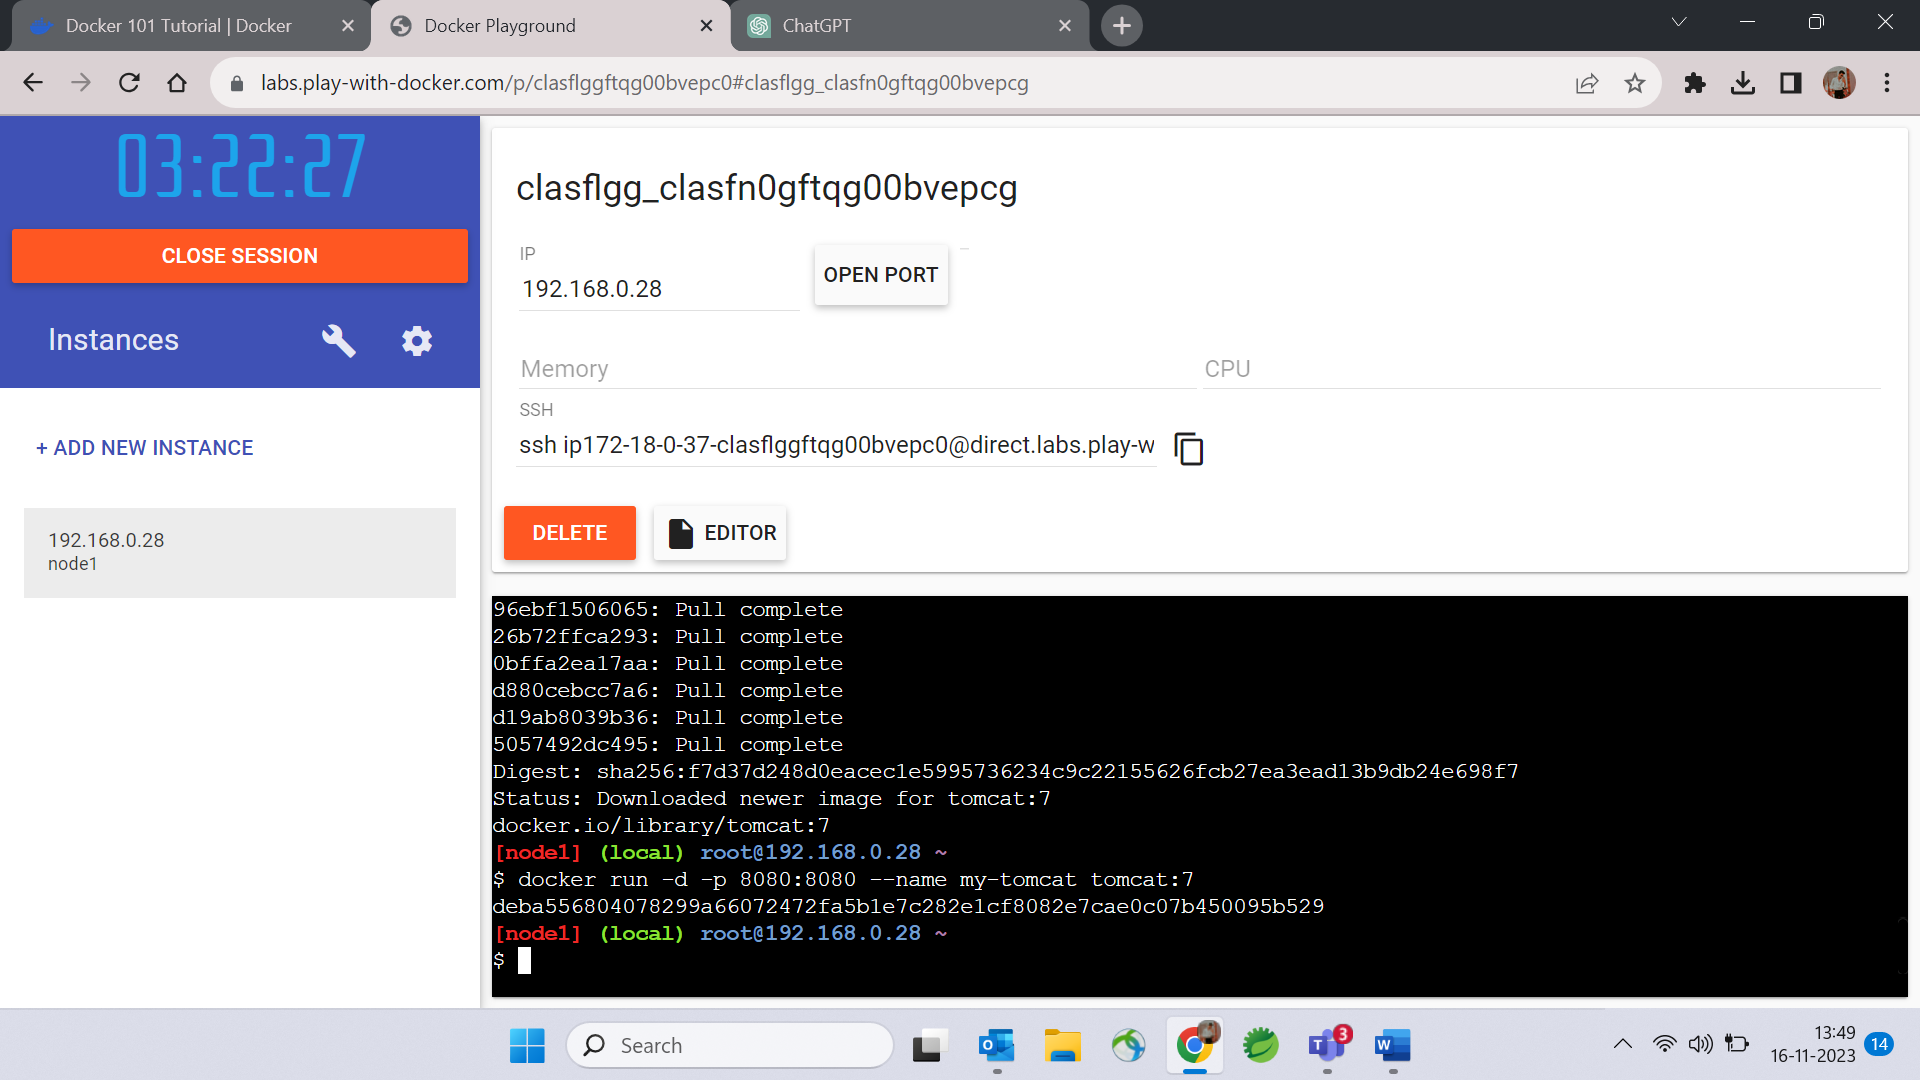 Docker 101 Tutorial | Docker
Docker Playground
ChatGPT
labs.play-with-docker.com/p/clasflggftqg00bvepc0#clasflgg_clasfn0gftqg00bvepcg
03:22:27
CLOSE SESSION
Instances
+ ADD NEW INSTANCE
192.168.0.28
node1
clasflgg_clasfn0gftqg00bvepcg
IP
192.168.0.28
OPEN PORT
Memory
CPU
SSH
ssh ip172-18-0-37-clasflggftqg00bvepc0@direct.labs.play-w
DELETE
EDITOR
96ebf1506065: Pull complete
26b72ffca293: Pull complete
0bffa2ea17aa: Pull complete
d880cebcc7a6: Pull complete
d19ab8039b36: Pull complete
5057492dc495: Pull complete
Digest: sha256:f7d37d248d0eacec1e5995736234c9c22155626fcb27ea3ead13b9db24e698f7
Status: Downloaded newer image for tomcat:7
docker.io/library/tomcat:7
[node1] (local) root@192.168.0.28 ~
$ docker run -d -p 8080:8080 --name my-tomcat tomcat:7
deba556804078299a66072472fa5b1e7c282e1cf8082e7cae0c07b450095b529
[node1] (local) root@192.168.0.28 ~
$
Search
3
13:49
16-11-2023
14